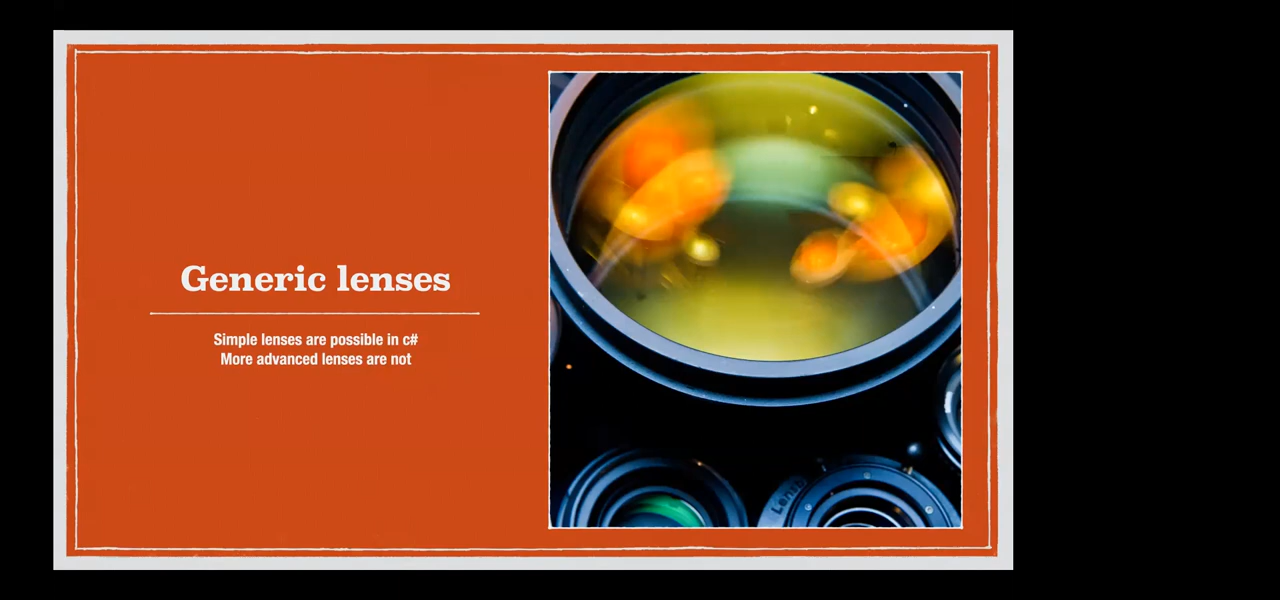 Generic lenses
Simple lenses are possible in c#
More advanced lenses are not